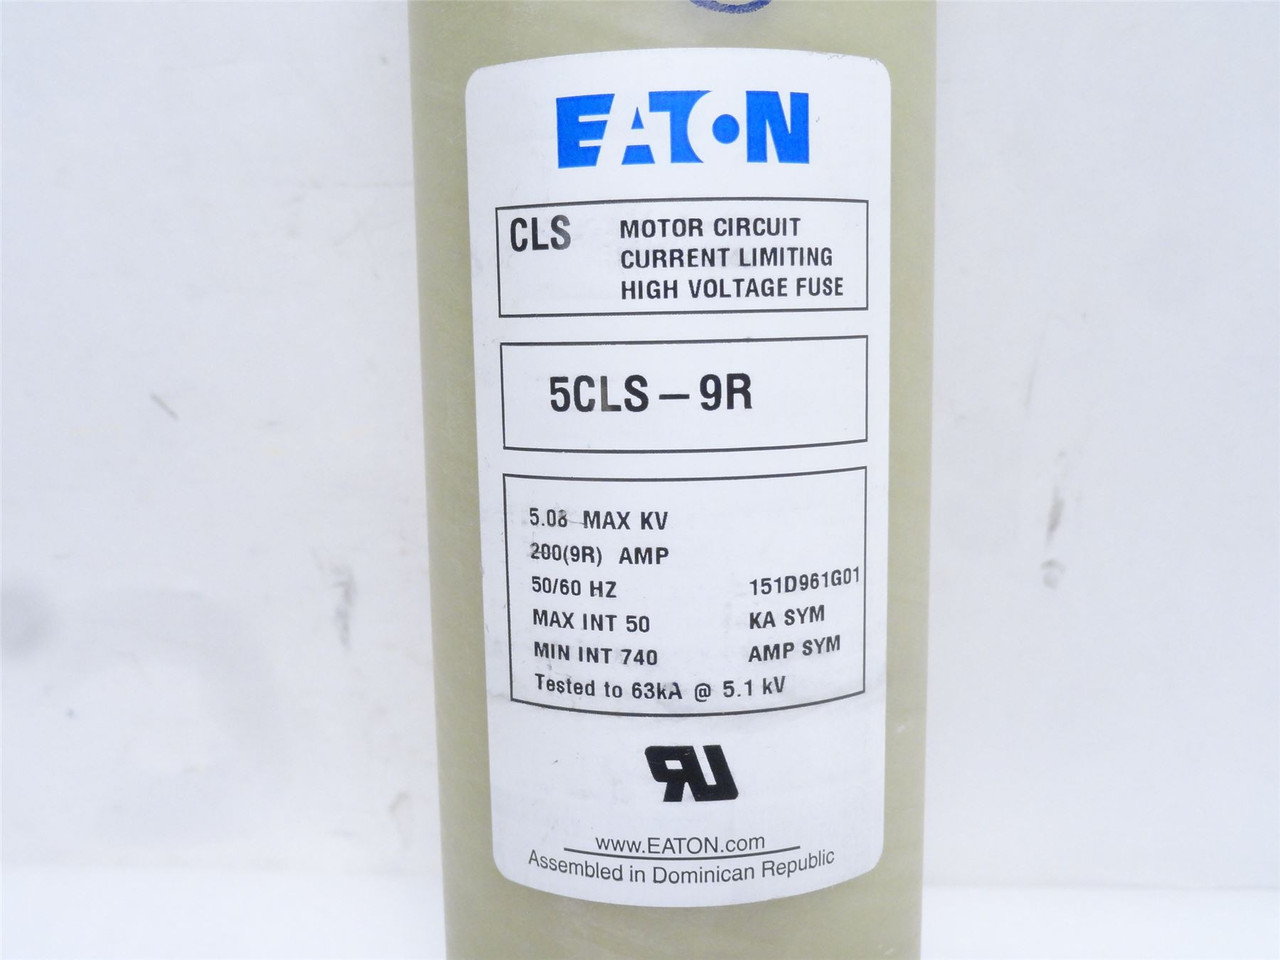 EATON
CLS MOTOR CIRCUIT
CURRENT LIMITING
HIGH VOLTAGE FUSE
5CLS-9R
5.08 MAX KV
200(9R) AMP
50/60 HZ 151D961G01
MAX INT 50 KA SYM
MIN INT 740 AMP SYM
Tested to 63kA @ 5.1 kV
RU
www.EATON.com
Assembled in Dominican Republic